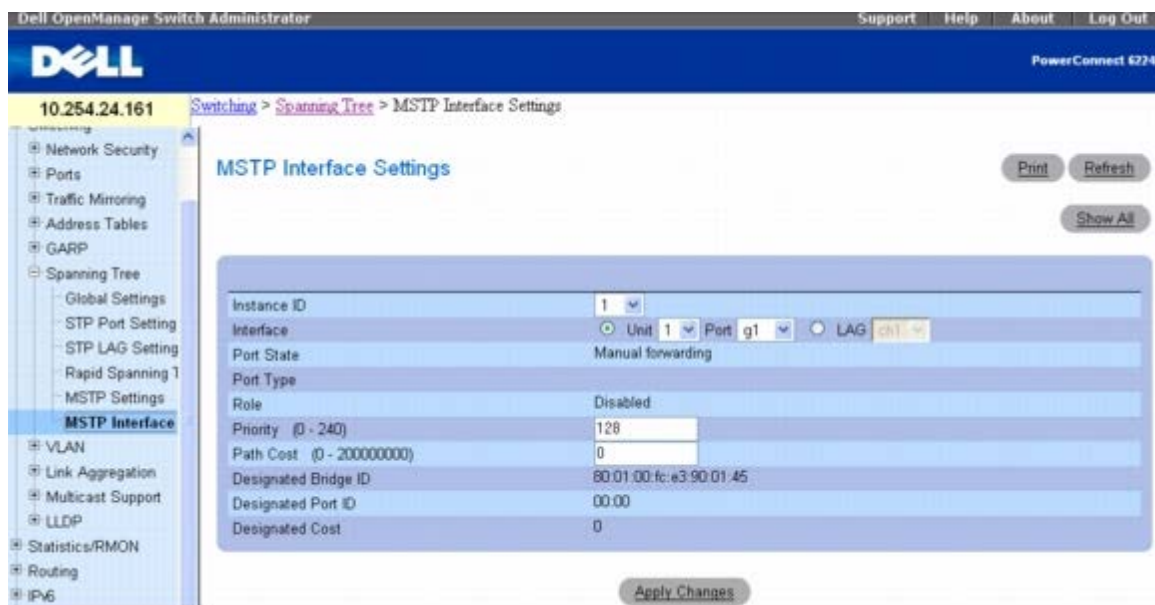 Dell OpenManage Switch Administrator Support Help About Log Out
DELL
PowerConnect 6224
10.254.24.161
Switching > Spanning Tree > MSTP Interface Settings
Switching
Network Security
Ports
Traffic Mirroring
Address Tables
GARP
Spanning Tree
Global Settings
STP Port Setting
STP LAG Setting
Rapid Spanning T
MSTP Settings
MSTP Interface
VLAN
Link Aggregation
Multicast Support
LLDP
Statistics/RMON
Routing
IPv6
MSTP Interface Settings
Print Refresh
Show All
Instance ID 1
Interface Unit 1 Port g1 LAG ch1
Port State Manual forwarding
Port Type
Role Disabled
Priority (0 - 240) 128
Path Cost (0 - 200000000) 0
Designated Bridge ID 80:01:00:fc:e3:90:01:45
Designated Port ID 00:00
Designated Cost 0
Apply Changes